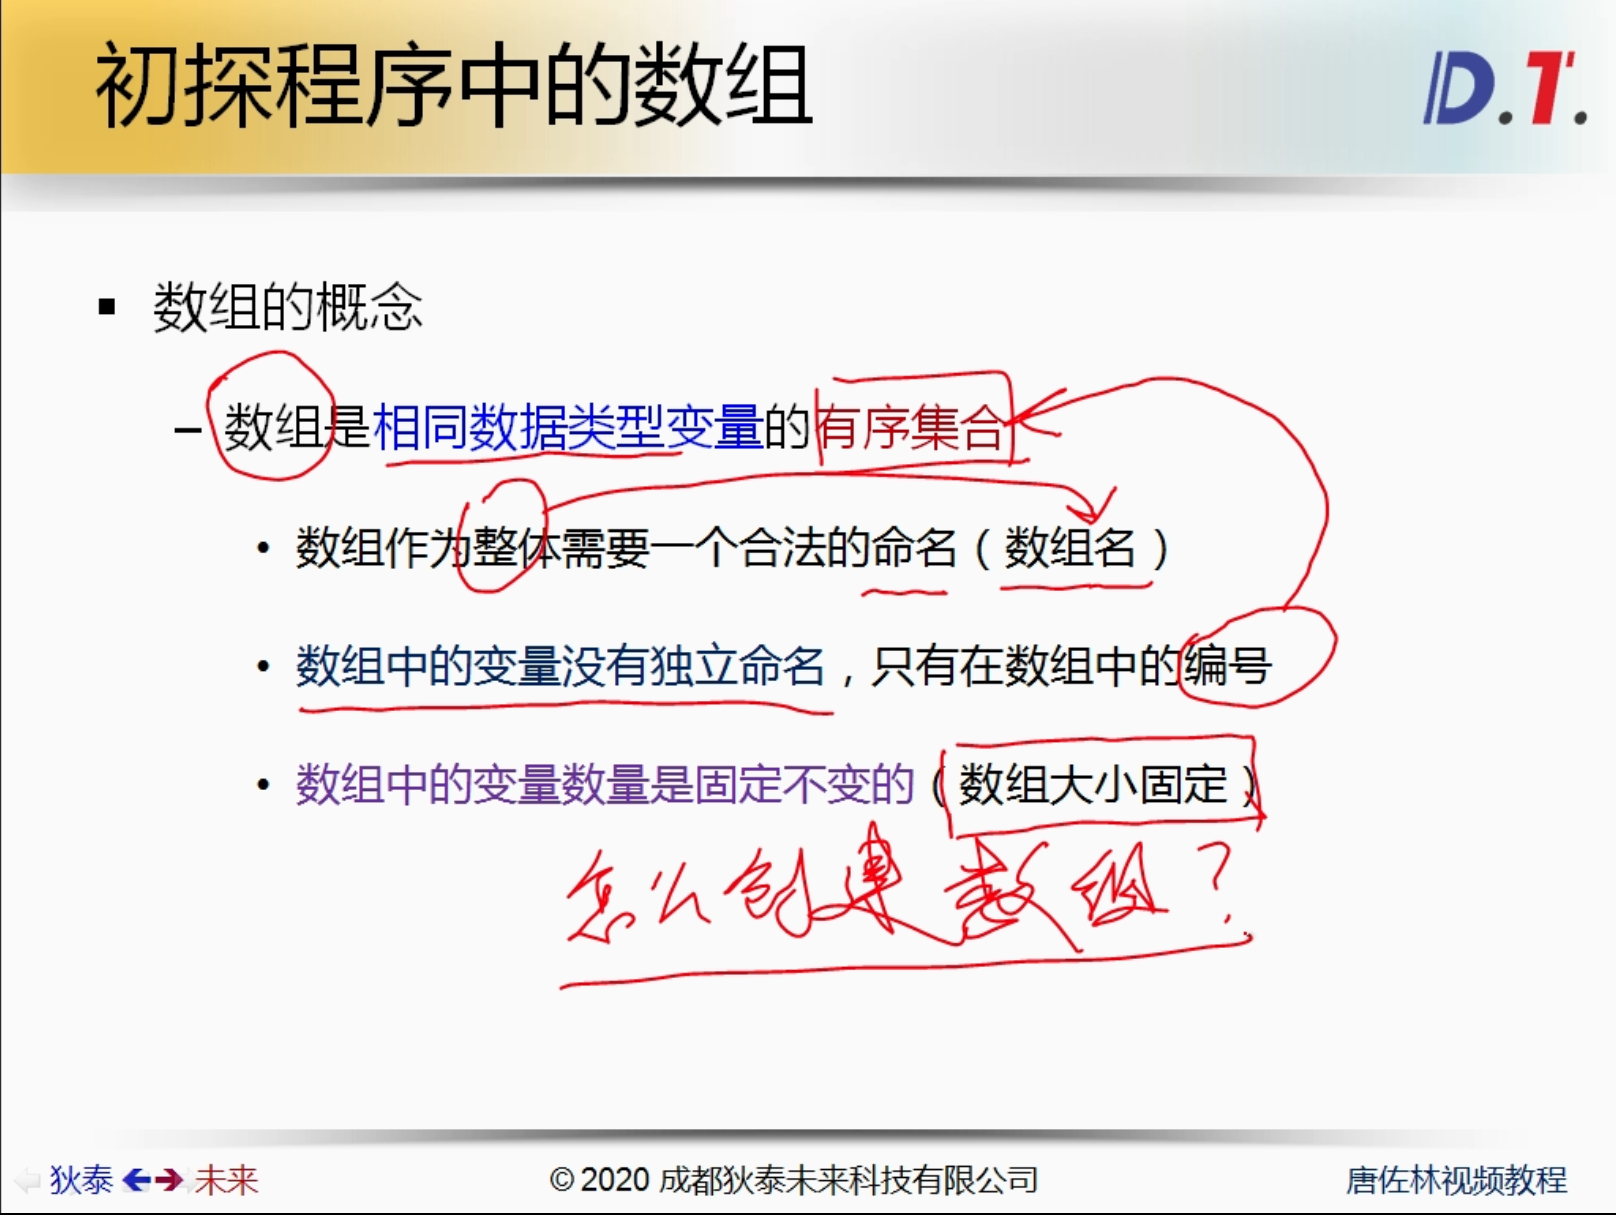 初探程序中的数组
D.T.
▪ 数组的概念
– 数组是相同数据类型变量的有序集合
• 数组作为整体需要一个合法的命名（数组名）
• 数组中的变量没有独立命名，只有在数组中的编号
• 数组中的变量数量是固定不变的（数组大小固定）
怎么创建数组？
狄泰 未来
© 2020 成都狄泰未来科技有限公司
唐佐林视频教程